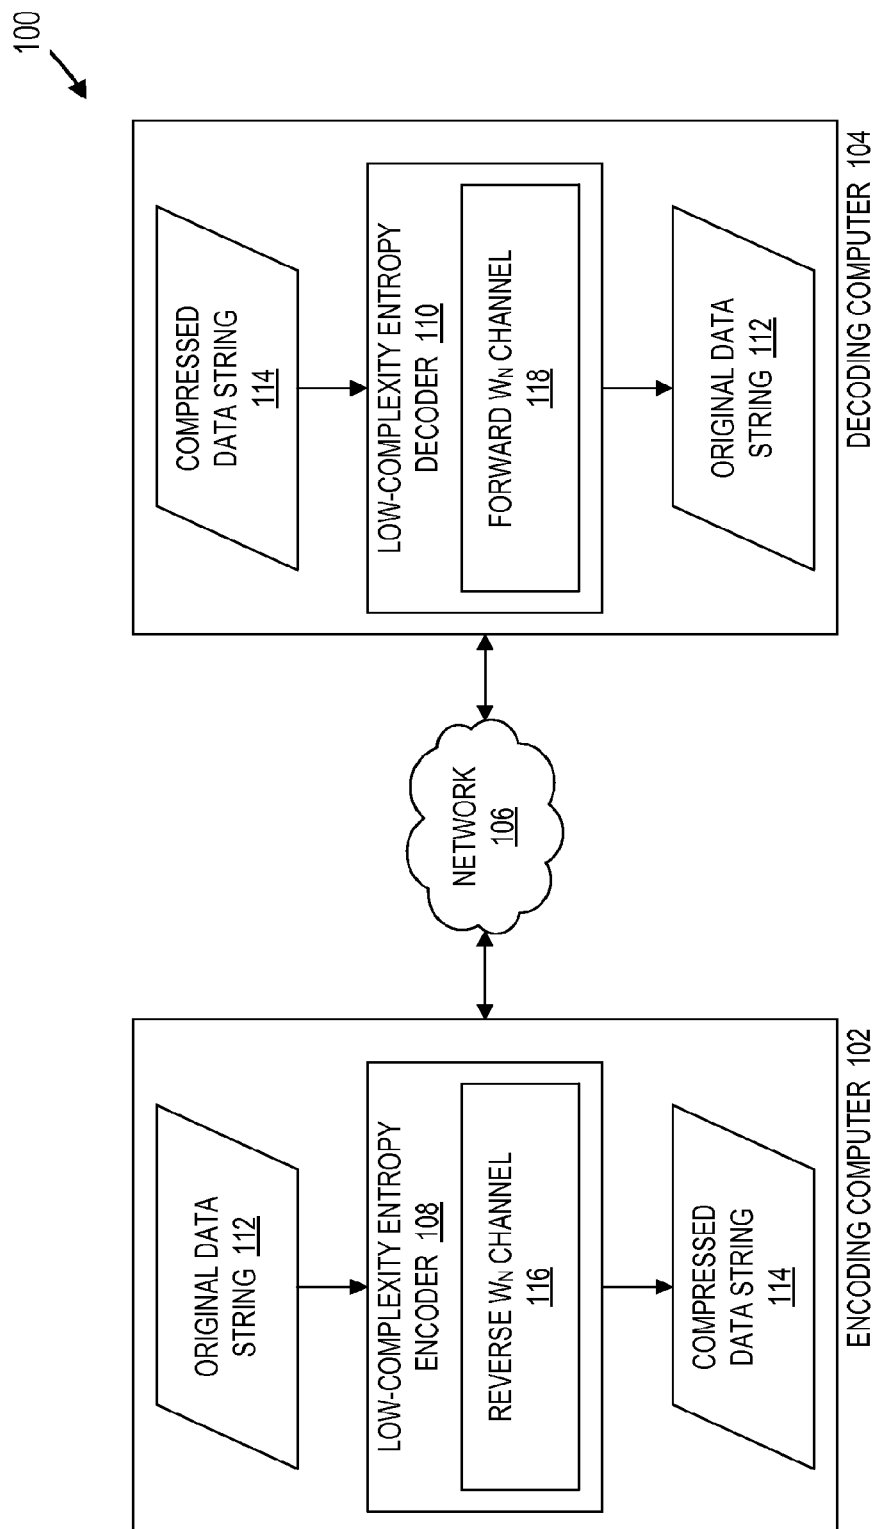 100
ORIGINAL DATA
STRING 112
LOW-COMPLEXITY ENTROPY
ENCODER 108
REVERSE WN CHANNEL
116
COMPRESSED
DATA STRING
114
ENCODING COMPUTER 102
NETWORK
106
COMPRESSED
DATA STRING
114
LOW-COMPLEXITY ENTROPY
DECODER 110
FORWARD WN CHANNEL
118
ORIGINAL DATA
STRING 112
DECODING COMPUTER 104